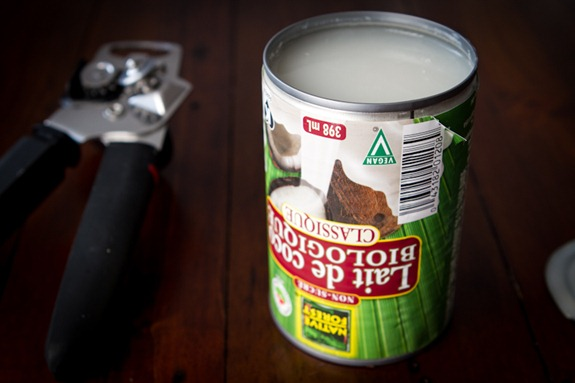 NATIVE
FOREST
NON-SUCRÉ
Lait de coco
BIOLOGIQUE
CLASSIQUE
VEGAN
398 ml